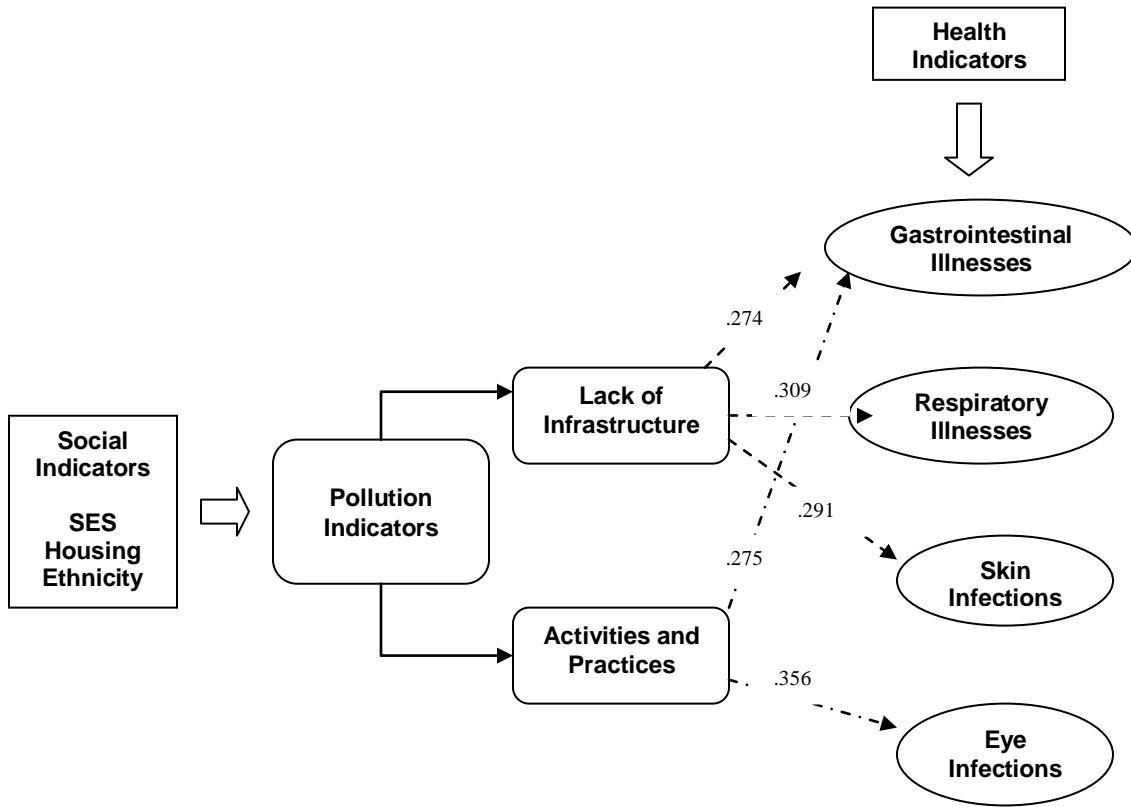 Health
Indicators
Gastrointestinal
Illnesses
.274
Lack of
Infrastructure
.309
Respiratory
Illnesses
Social
Indicators
SES
Housing
Ethnicity
Pollution
Indicators
.291
.275
Skin
Infections
Activities and
Practices
.356
Eye
Infections